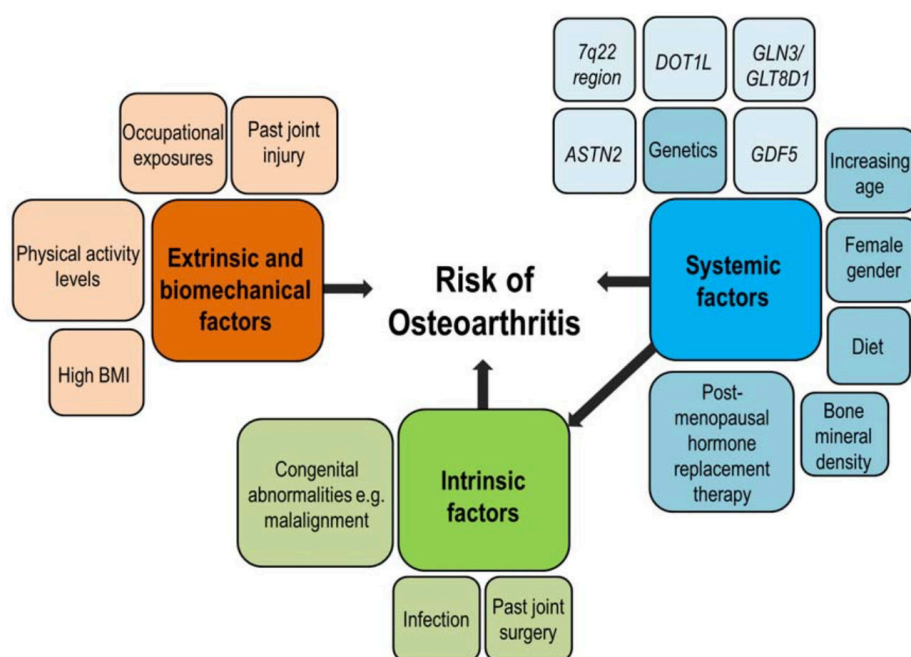 7q22
region
DOT1L
GLN3/
GLT8D1
Occupational
exposures
Past joint
injury
ASTN2
Genetics
GDF5
Increasing
age
Physical activity
levels
Extrinsic and
biomechanical
factors
Risk of
Osteoarthritis
Systemic
factors
Female
gender
High BMI
Diet
Post-
menopausal
hormone
replacement
therapy
Bone
mineral
density
Congenital
abnormalities e.g.
malalignment
Intrinsic
factors
Infection
Past joint
surgery